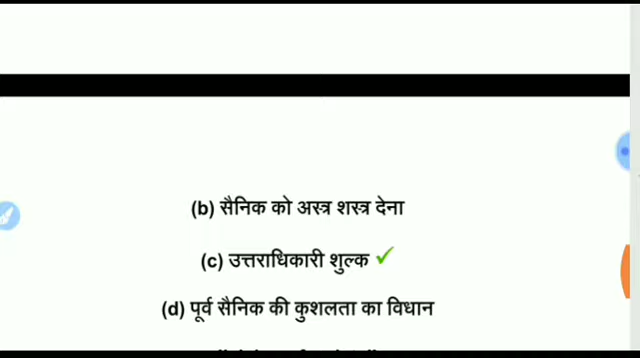 (b) सैनिक को अस्त्र शस्त्र देना
(c) उत्तराधिकारी शुल्क ✓
(d) पूर्व सैनिक की कुशलता का विधान